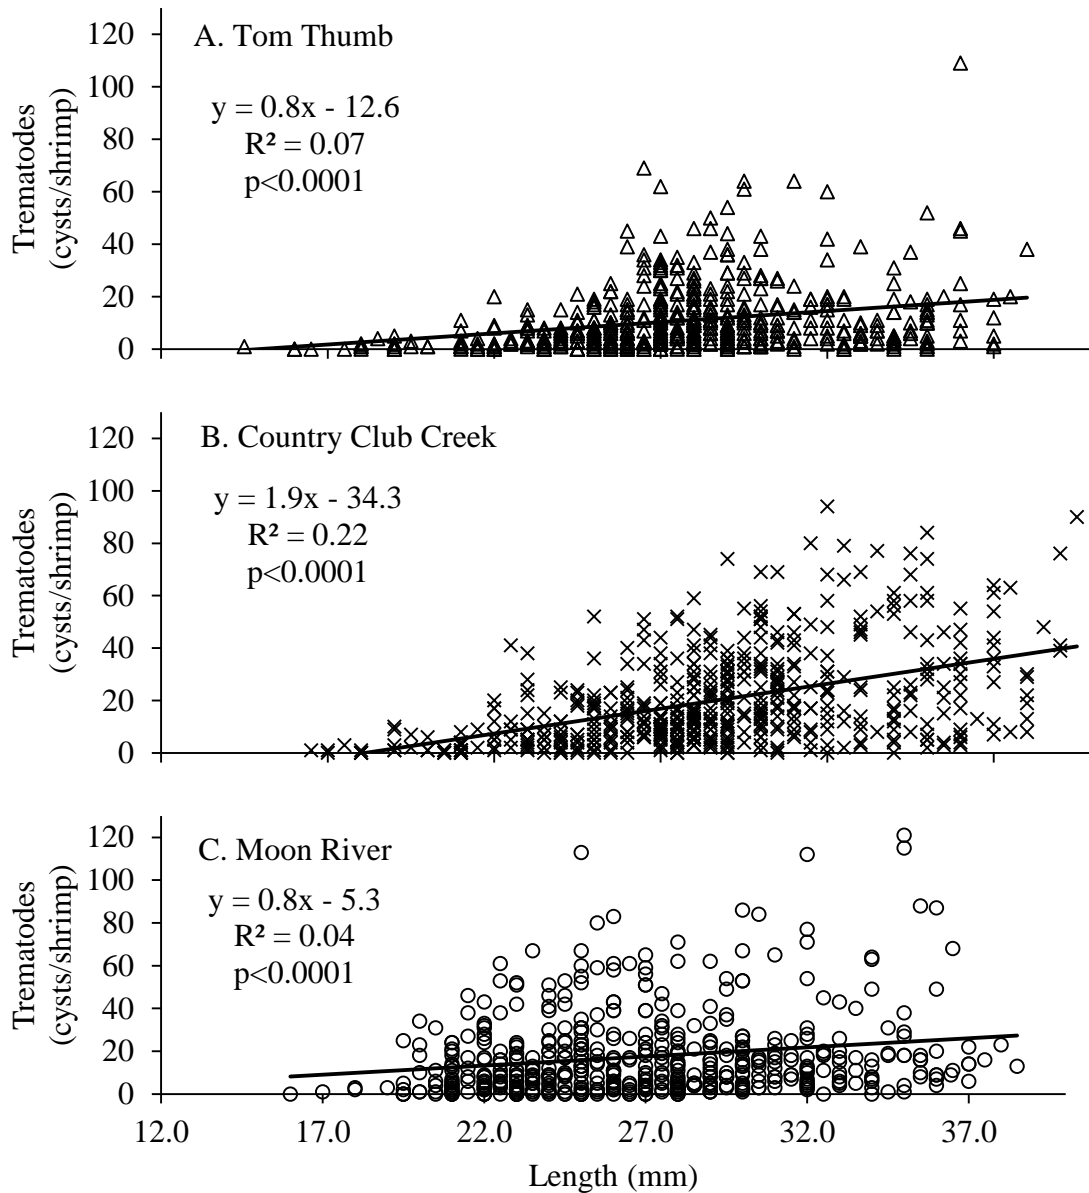 A. Tom Thumb
y = 0.8x - 12.6
R² = 0.07
p<0.0001
Trematodes
(cysts/shrimp)
120
100
80
60
40
20
0
B. Country Club Creek
y = 1.9x - 34.3
R² = 0.22
p<0.0001
Trematodes
(cysts/shrimp)
120
100
80
60
40
20
0
C. Moon River
y = 0.8x - 5.3
R² = 0.04
p<0.0001
Trematodes
(cysts/shrimp)
120
100
80
60
40
20
0
12.0 17.0 22.0 27.0 32.0 37.0
Length (mm)